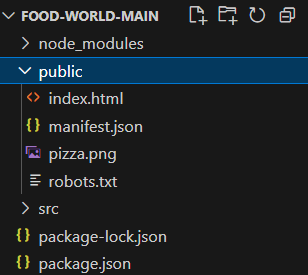 FOOD-WORLD-MAIN
node_modules
public
index.html
manifest.json
pizza.png
robots.txt
src
package-lock.json
package.json